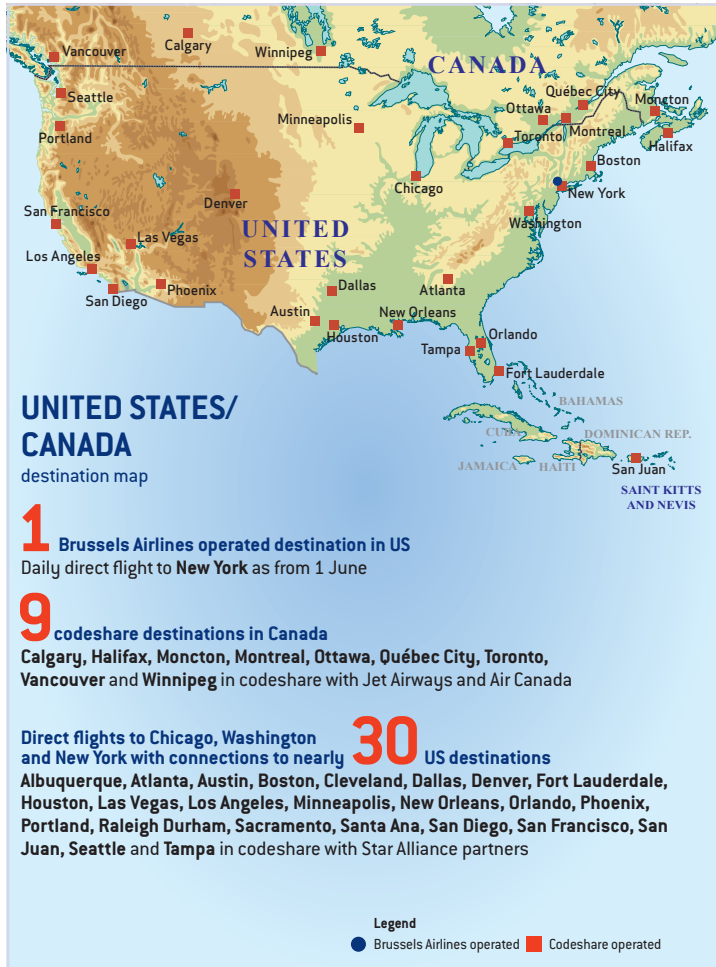 Vancouver
Calgary
Winnipeg
CANADA
Seattle
Québec City
Moncton
Ottawa
Minneapolis
Portland
Toronto
Montreal
Halifax
Boston
Chicago
New York
Denver
San Francisco
Washington
UNITED
STATES
Las Vegas
Los Angeles
Dallas
Atlanta
Phoenix
San Diego
Austin
New Orleans
Houston
Orlando
Tampa
Fort Lauderdale
BAHAMAS
CUBA
DOMINICAN REP.
JAMAICA
HAITI
San Juan
SAINT KITTS
AND NEVIS
UNITED STATES/
CANADA
destination map
1 Brussels Airlines operated destination in US
Daily direct flight to New York as from 1 June
9 codeshare destinations in Canada
Calgary, Halifax, Moncton, Montreal, Ottawa, Québec City, Toronto,
Vancouver and Winnipeg in codeshare with Jet Airways and Air Canada
Direct flights to Chicago, Washington
and New York with connections to nearly 30 US destinations
Albuquerque, Atlanta, Austin, Boston, Cleveland, Dallas, Denver, Fort Lauderdale,
Houston, Las Vegas, Los Angeles, Minneapolis, New Orleans, Orlando, Phoenix,
Portland, Raleigh Durham, Sacramento, Santa Ana, San Diego, San Francisco, San
Juan, Seattle and Tampa in codeshare with Star Alliance partners
Legend
Brussels Airlines operated
Codeshare operated